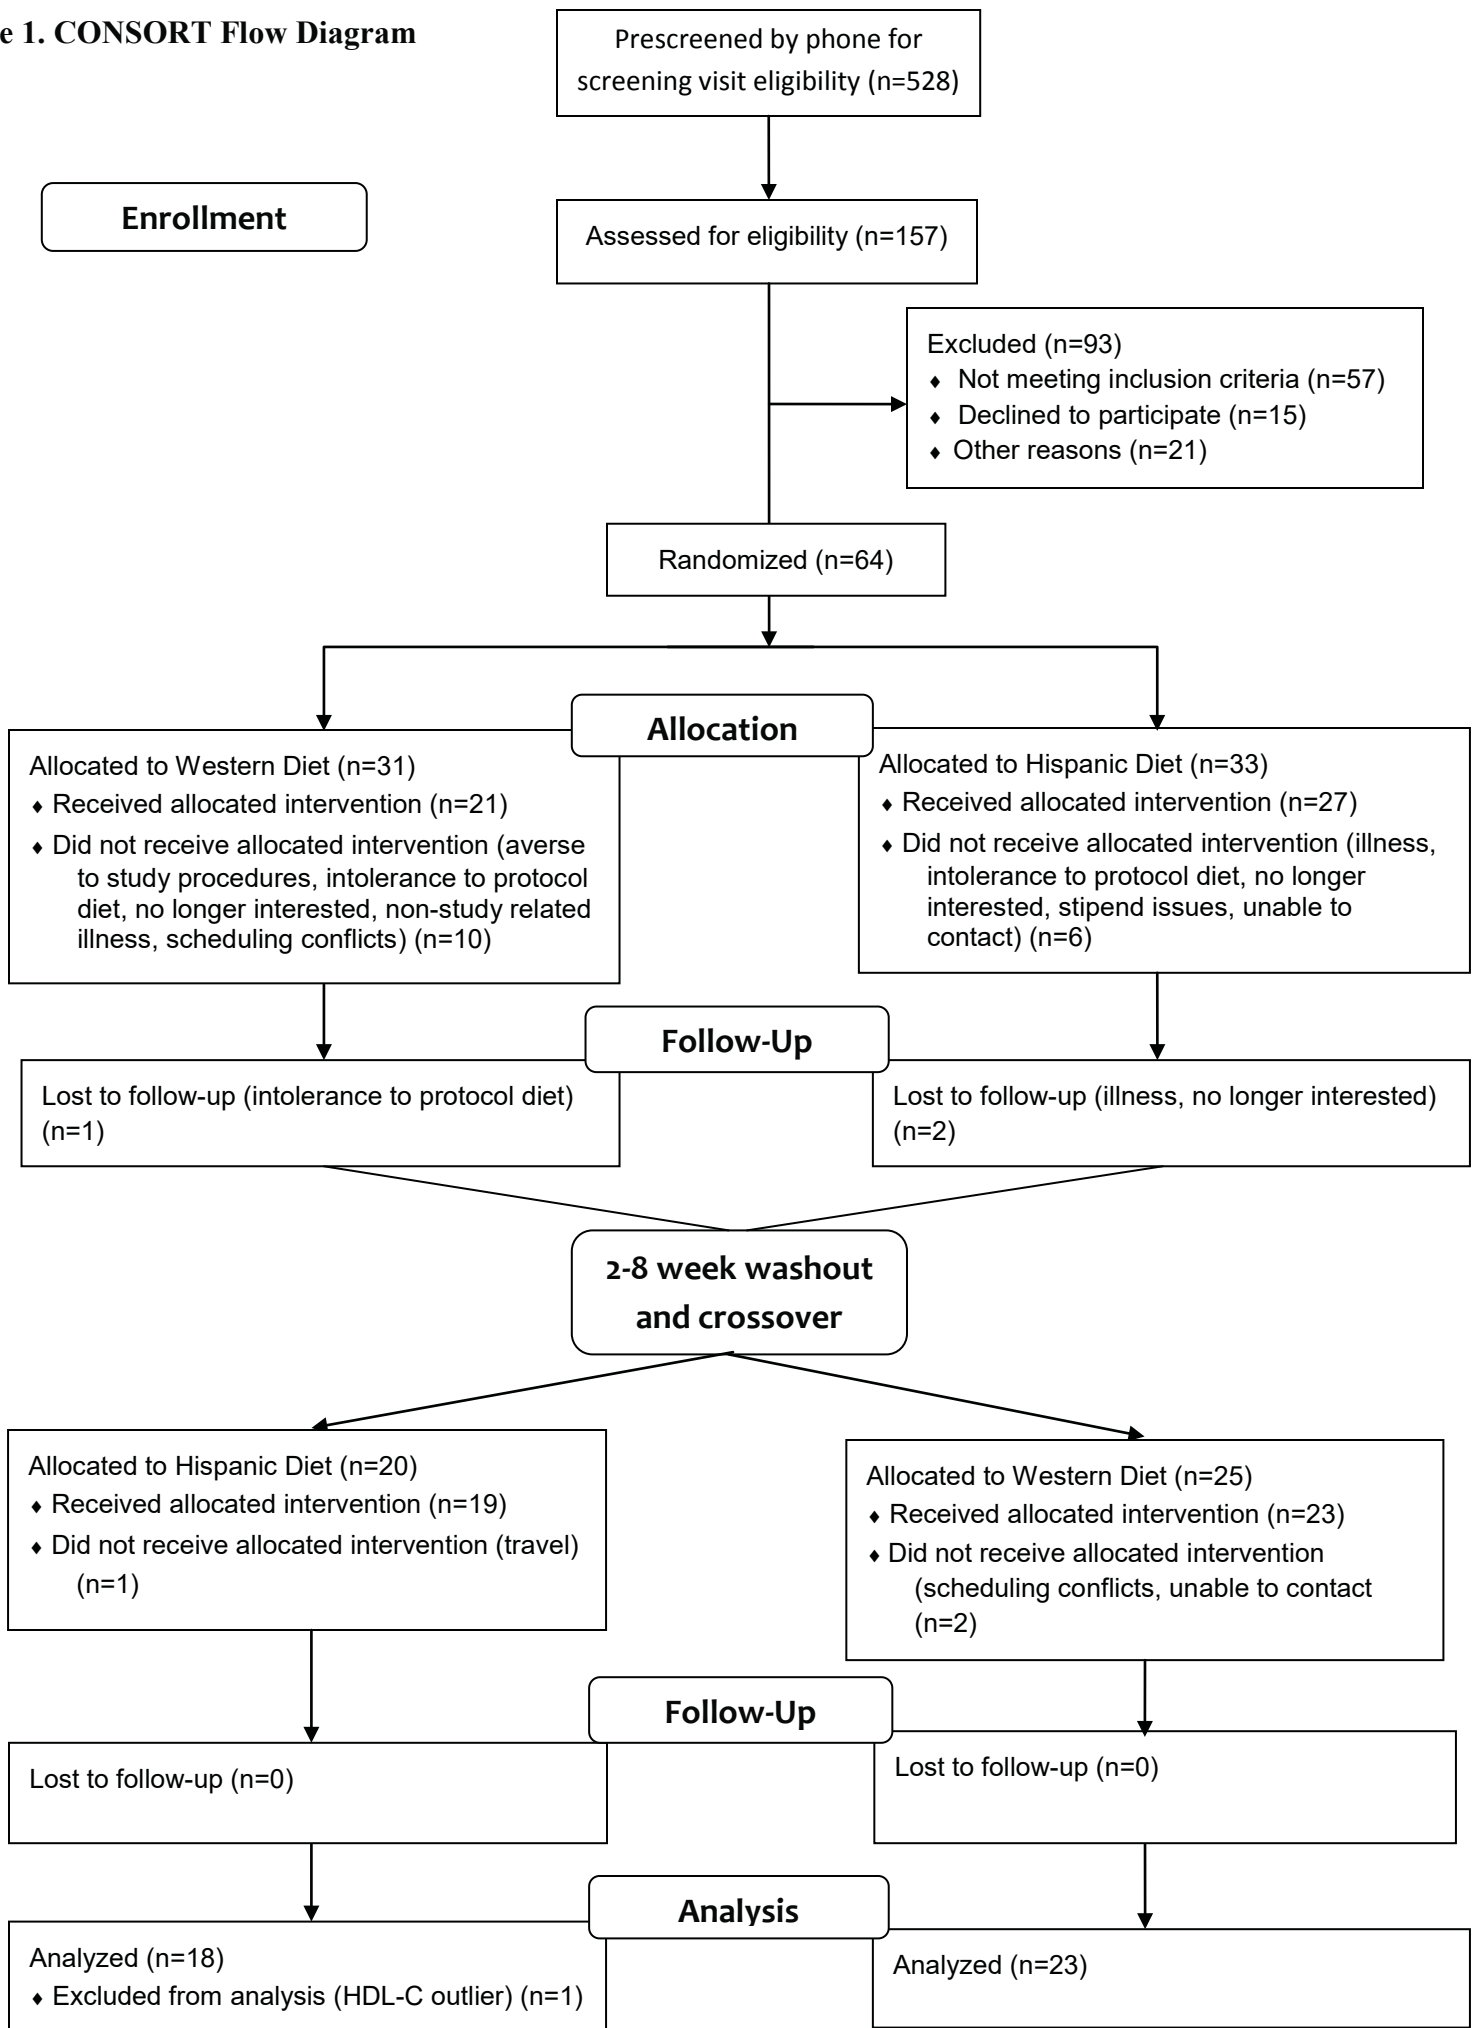 e 1. CONSORT Flow Diagram
Prescreened by phone for
screening visit eligibility (n=528)
Enrollment
Assessed for eligibility (n=157)
Excluded (n=93)
♦ Not meeting inclusion criteria (n=57)
♦ Declined to participate (n=15)
♦ Other reasons (n=21)
Randomized (n=64)
Allocation
Allocated to Western Diet (n=31)
♦ Received allocated intervention (n=21)
♦ Did not receive allocated intervention (averse
to study procedures, intolerance to protocol
diet, no longer interested, non-study related
illness, scheduling conflicts) (n=10)
Allocated to Hispanic Diet (n=33)
♦ Received allocated intervention (n=27)
♦ Did not receive allocated intervention (illness,
intolerance to protocol diet, no longer
interested, stipend issues, unable to
contact) (n=6)
Follow-Up
Lost to follow-up (intolerance to protocol diet)
(n=1)
Lost to follow-up (illness, no longer interested)
(n=2)
2-8 week washout
and crossover
Allocated to Hispanic Diet (n=20)
♦ Received allocated intervention (n=19)
♦ Did not receive allocated intervention (travel)
(n=1)
Allocated to Western Diet (n=25)
♦ Received allocated intervention (n=23)
♦ Did not receive allocated intervention
(scheduling conflicts, unable to contact
(n=2)
Follow-Up
Lost to follow-up (n=0)
Lost to follow-up (n=0)
Analysis
Analyzed (n=18)
♦ Excluded from analysis (HDL-C outlier) (n=1)
Analyzed (n=23)